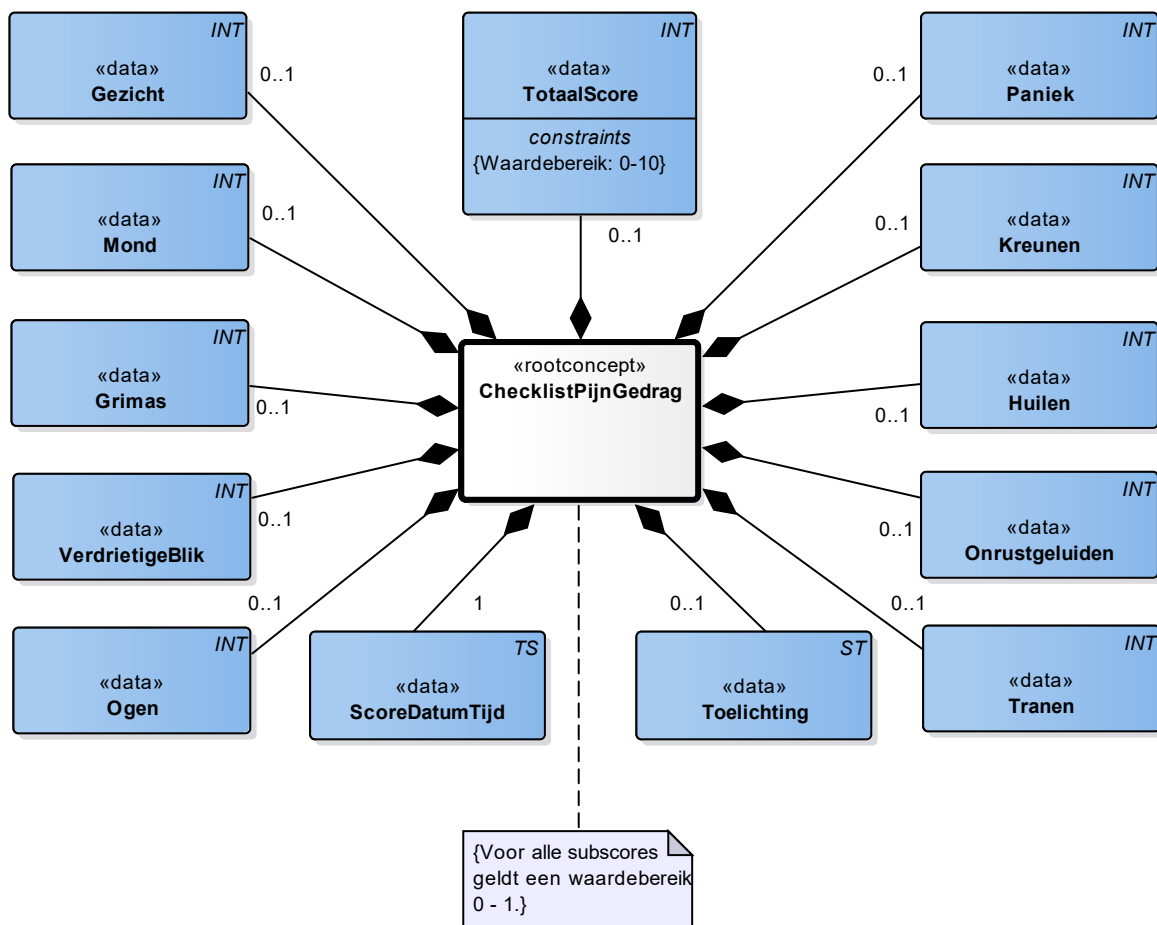 INT
«data»
Gezicht
0..1
INT
«data»
TotaalScore
constraints
{Waardebereik: 0-10}
0..1
INT
«data»
Paniek
0..1
INT
«data»
Mond
0..1
INT
«data»
Kreunen
0..1
INT
«data»
Grimas
0..1
«rootconcept»
ChecklistPijnGedrag
INT
«data»
Huilen
0..1
INT
«data»
VerdrietigeBlik
0..1
INT
«data»
Onrustgeluiden
0..1
INT
«data»
Ogen
0..1
TS
«data»
ScoreDatumTijd
1
ST
«data»
Toelichting
0..1
INT
«data»
Tranen
0..1
{Voor alle subscores
geldt een waardebereik
0 - 1.}